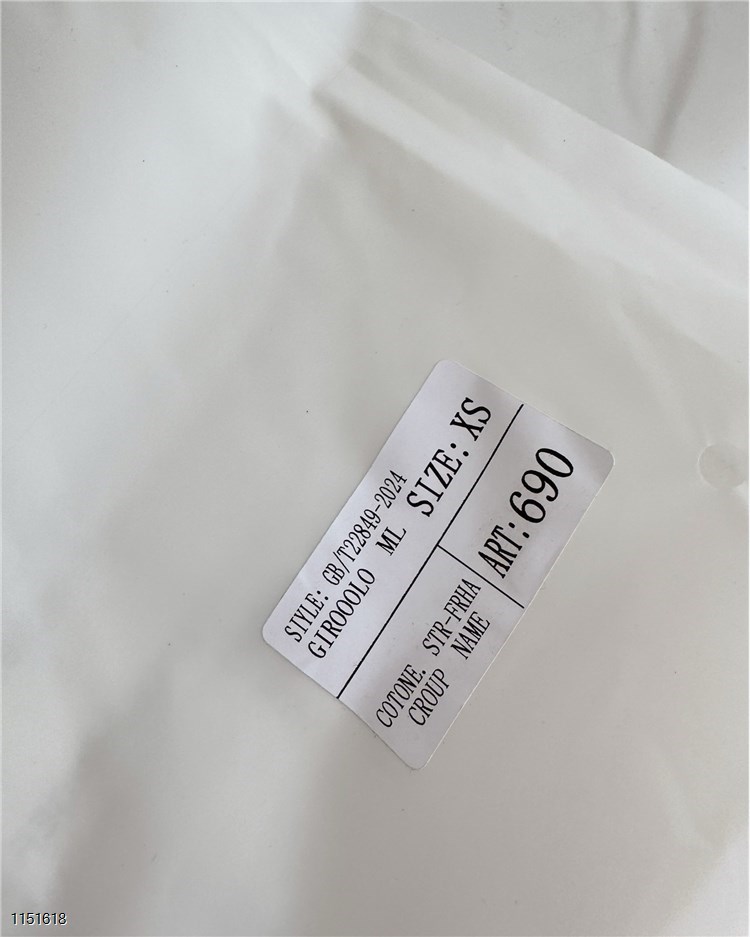 STYLE: GB/T22849-2024
GIROOOLO ML SIZE: XS
COTONE. STR-FRHA
CROUP NAME
ART:690
1151618